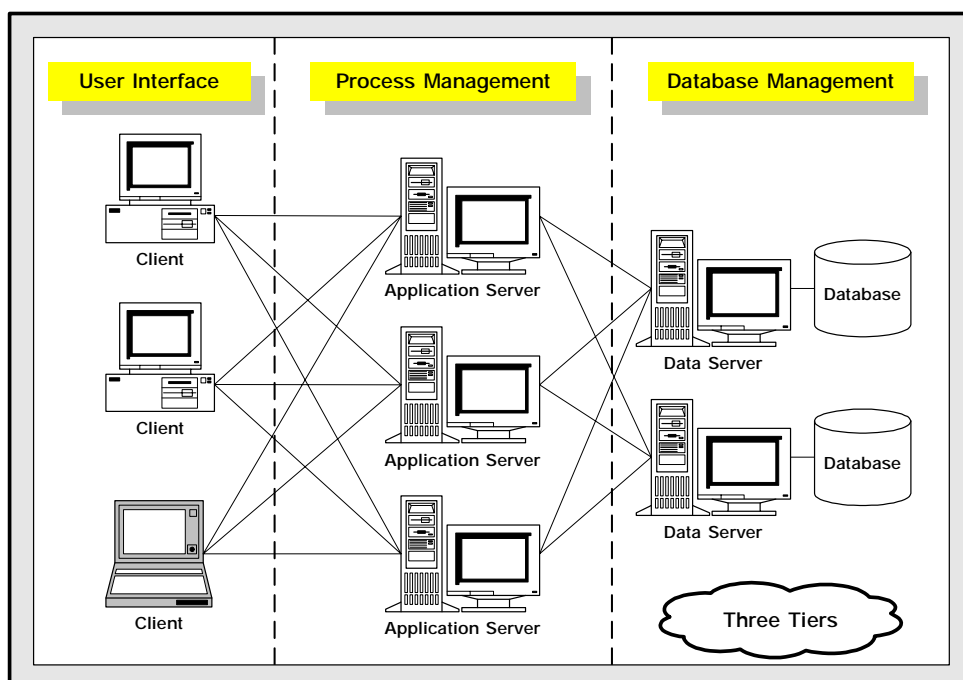 User Interface
Process Management
Database Management
Client
Application Server
Database
Data Server
Client
Application Server
Database
Data Server
Client
Application Server
Three Tiers